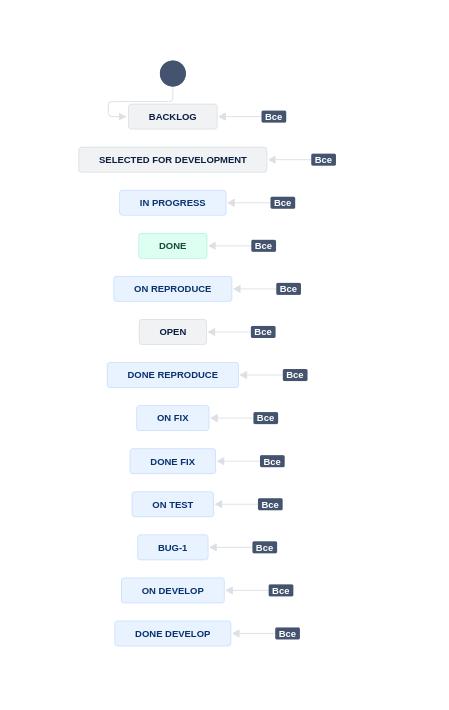 BACKLOG Все
SELECTED FOR DEVELOPMENT Все
IN PROGRESS Все
DONE Все
ON REPRODUCE Все
OPEN Все
DONE REPRODUCE Все
ON FIX Все
DONE FIX Все
ON TEST Все
BUG-1 Все
ON DEVELOP Все
DONE DEVELOP Все